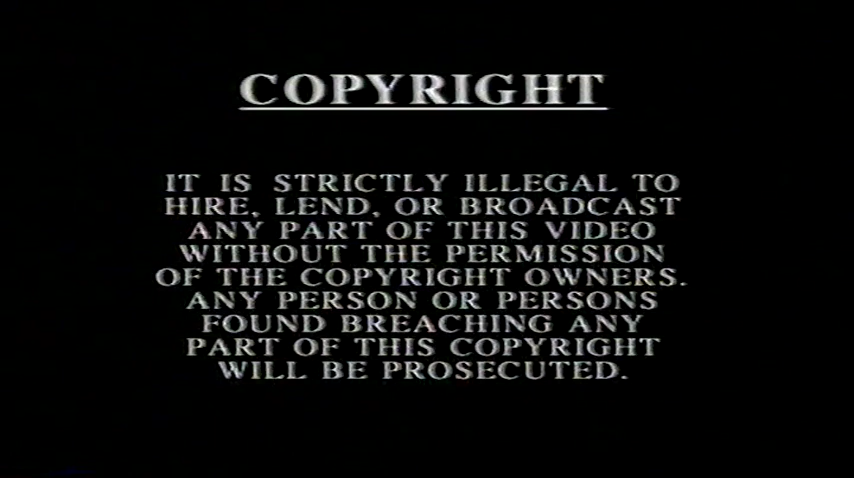 COPYRIGHT
IT IS STRICTLY ILLEGAL TO
HIRE, LEND, OR BROADCAST
ANY PART OF THIS VIDEO
WITHOUT THE PERMISSION
OF THE COPYRIGHT OWNERS.
ANY PERSON OR PERSONS
FOUND BREACHING ANY
PART OF THIS COPYRIGHT
WILL BE PROSECUTED.